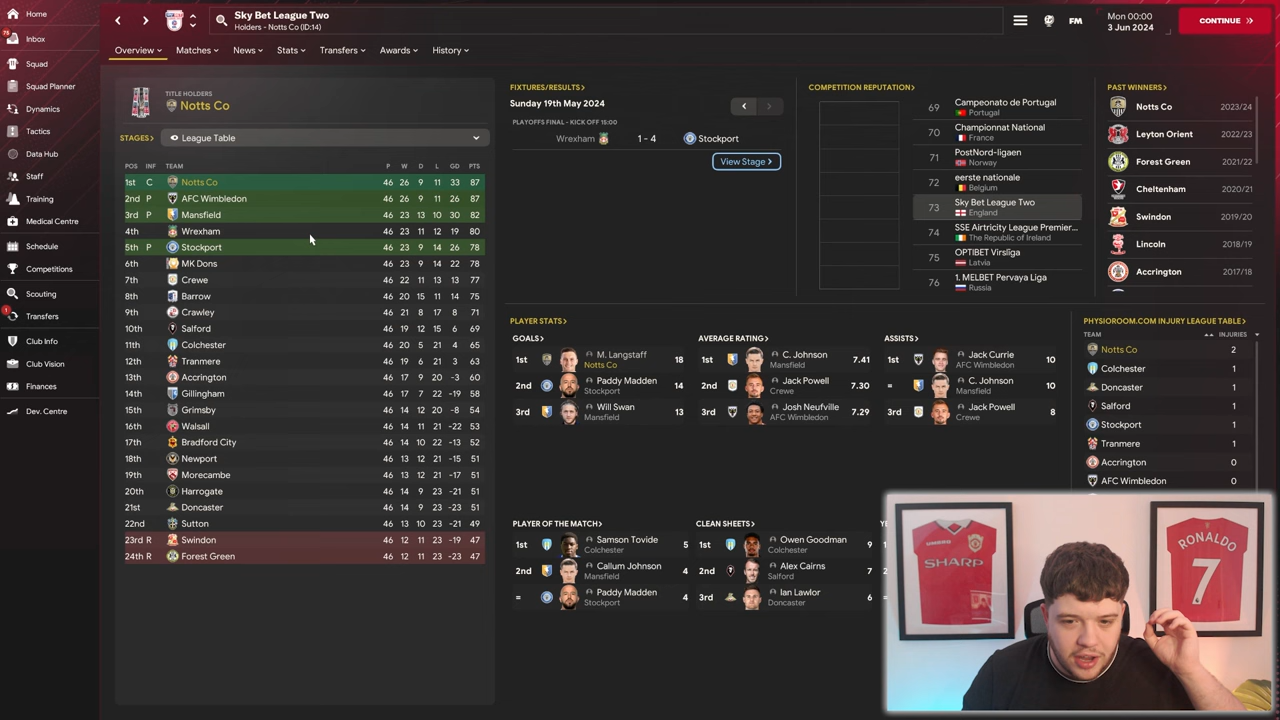 Home
75
Inbox
Squad
Squad Planner
Dynamics
Tactics
Data Hub
Staff
Training
Medical Centre
Schedule
Competitions
Scouting
1
Transfers
Club Info
Club Vision
Finances
Dev. Centre
Sky Bet League Two
Holders - Notts Co (ID:14)
FM
Mon 00:00
3 Jun 2024
CONTINUE
Overview
Matches
News
Stats
Transfers
Awards
History
TITLE HOLDERS
Notts Co
STAGES>
League Table
POS INF TEAM P W D L GD PTS
1st C Notts Co 46 26 9 11 33 87
2nd P AFC Wimbledon 46 26 9 11 26 87
3rd P Mansfield 46 23 13 10 30 82
4th Wrexham 46 23 11 12 19 80
5th P Stockport 46 23 9 14 26 78
6th MK Dons 46 23 9 14 22 78
7th Crewe 46 22 11 13 13 77
8th Barrow 46 20 15 11 14 75
9th Crawley 46 21 8 17 8 71
10th Salford 46 19 12 15 6 69
11th Colchester 46 20 5 21 4 65
12th Tranmere 46 19 6 21 3 63
13th Accrington 46 17 9 20 -3 60
14th Gillingham 46 17 7 22 -19 58
15th Grimsby 46 14 12 20 -8 54
16th Walsall 46 14 11 21 -22 53
17th Bradford City 46 14 10 22 -13 52
18th Newport 46 13 12 21 -15 51
19th Morecambe 46 13 12 21 -17 51
20th Harrogate 46 14 9 23 -21 51
21st Doncaster 46 14 9 23 -21 51
22nd Sutton 46 13 10 23 -21 49
23rd R Swindon 46 12 11 23 -19 47
24th R Forest Green 46 12 11 23 -23 47
FIXTURES/RESULTS>
Sunday 19th May 2024
PLAYOFFS FINAL - KICK OFF 15:00
Wrexham 1 - 4 Stockport
View Stage >
COMPETITION REPUTATION>
69 Campeonato de Portugal
Portugal
70 Championnat National
France
71 PostNord-ligaen
Norway
72 eerste nationale
Belgium
73 Sky Bet League Two
England
74 SSE Airtricity League Premier...
The Republic of Ireland
75 OPTIBET Virsliga
Latvia
76 1. MELBET Pervaya Liga
Russia
PAST WINNERS>
Notts Co 2023/24
Leyton Orient 2022/23
Forest Green 2021/22
Cheltenham 2020/21
Swindon 2019/20
Lincoln 2018/19
Accrington 2017/18
PLAYER STATS>
GOALS>
1st M. Langstaff 18
Notts Co
2nd Paddy Madden 14
Stockport
3rd Will Swan 13
Mansfield
AVERAGE RATING>
1st C. Johnson 7.41
Mansfield
2nd Jack Powell 7.30
Crewe
3rd Josh Neufville 7.29
AFC Wimbledon
ASSISTS>
1st Jack Currie 10
AFC Wimbledon
= C. Johnson 10
Mansfield
3rd Jack Powell 8
Crewe
PLAYER OF THE MATCH>
1st Samson Tovide 5
Colchester
2nd Callum Johnson 4
Mansfield
= Paddy Madden 4
Stockport
CLEAN SHEETS>
1st Owen Goodman 9
Colchester
2nd Alex Cairns 7
Salford
3rd Ian Lawlor 6
Doncaster
PHYSIOROOM.COM INJURY LEAGUE TABLE>
TEAM INJURIES
Notts Co 2
Colchester 1
Doncaster 1
Salford 1
Stockport 1
Tranmere 1
Accrington 0
AFC Wimbledon 0
UMBRO
SHARP
RONALDO
7